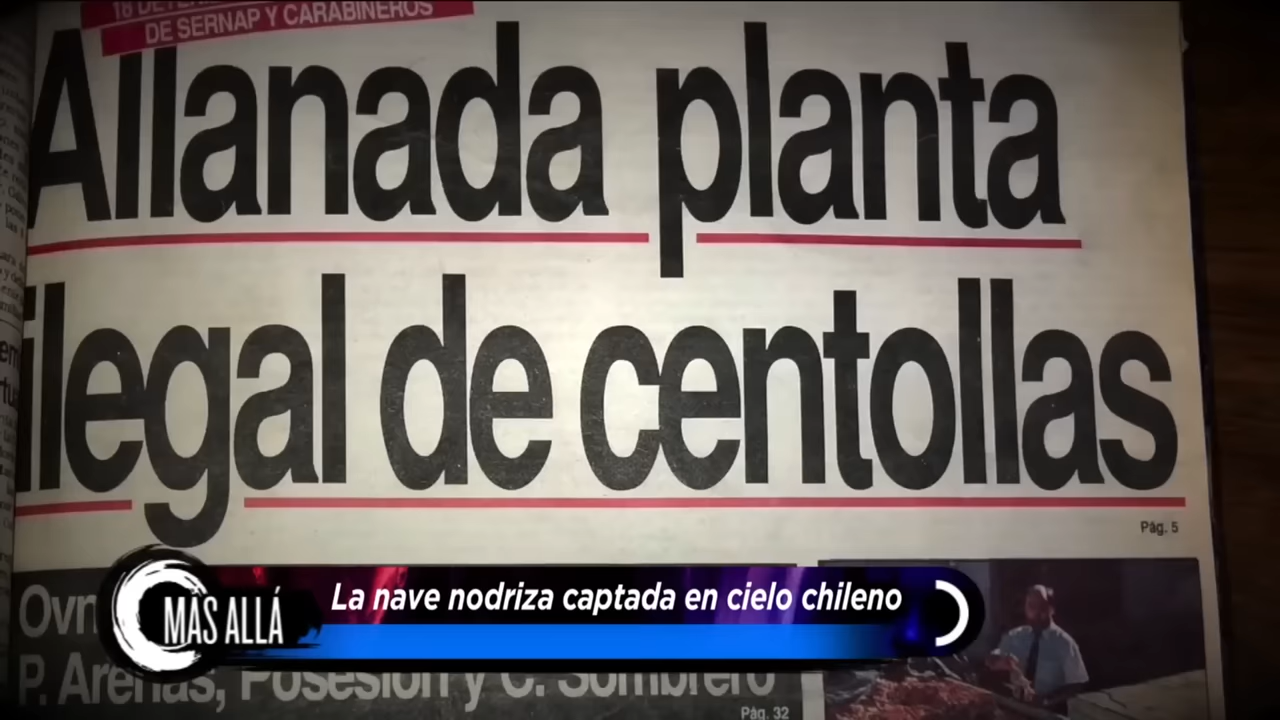 DE SERNAP Y CARABINEROS
Allanada planta
ilegal de centollas
Pág. 5
MÁS ALLÁ
La nave nodriza captada en cielo chileno
P. Arenas, Posesión y C. Sombrero
Pág. 32